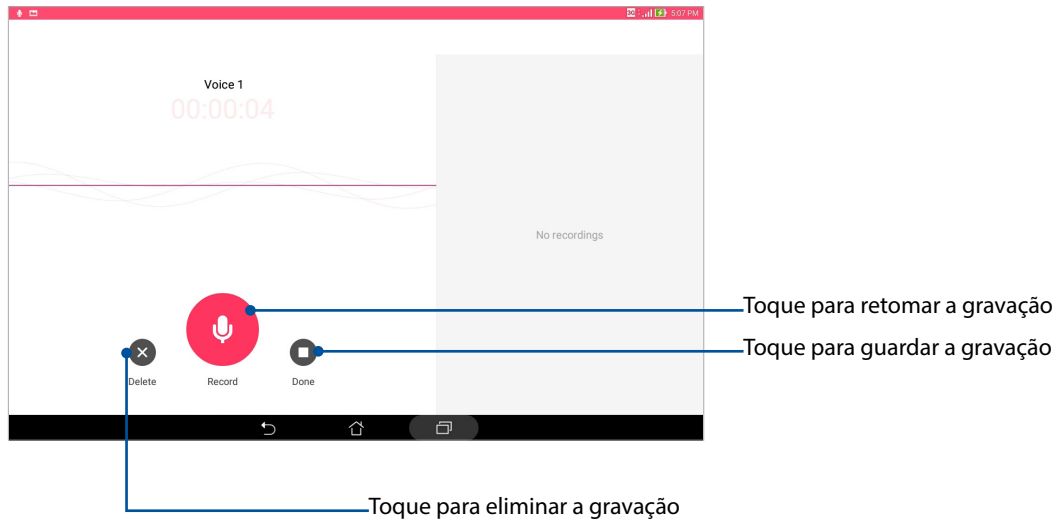 3G 5:07 PM
Voice 1
00:00:04
No recordings
Toque para retomar a gravação
Toque para guardar a gravação
Delete
Record
Done
Toque para eliminar a gravação